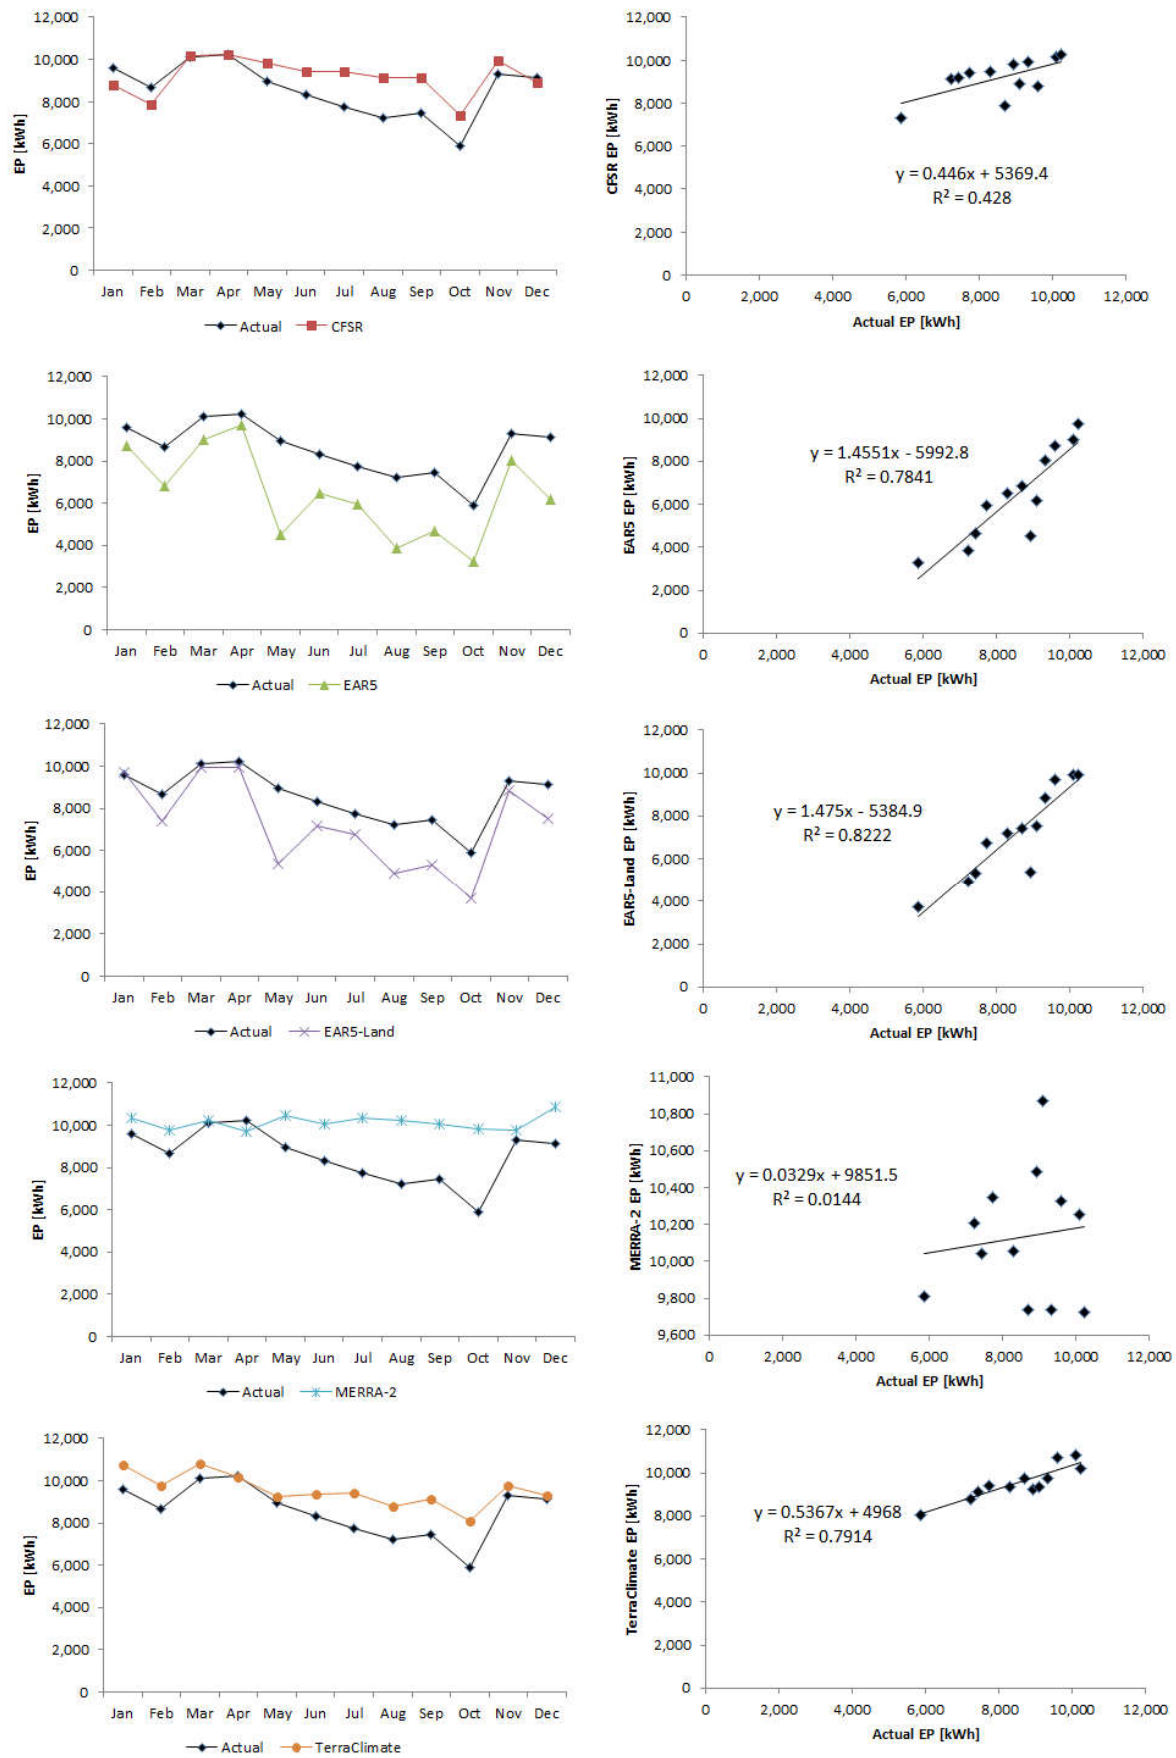 12,000
10,000
8,000
6,000
4,000
2,000
0
EP [kWh]
Jan Feb Mar Apr May Jun Jul Aug Sep Oct Nov Dec
Actual CFSR
12,000
10,000
8,000
6,000
4,000
2,000
0
CFSR EP [kWh]
y = 0.446x + 5369.4
R² = 0.428
0 2,000 4,000 6,000 8,000 10,000 12,000
Actual EP [kWh]
12,000
10,000
8,000
6,000
4,000
2,000
0
EP [kWh]
Jan Feb Mar Apr May Jun Jul Aug Sep Oct Nov Dec
Actual EAR5
12,000
10,000
8,000
6,000
4,000
2,000
0
EAR5 EP [kWh]
y = 1.4551x - 5992.8
R² = 0.7841
0 2,000 4,000 6,000 8,000 10,000 12,000
Actual EP [kWh]
12,000
10,000
8,000
6,000
4,000
2,000
0
EP [kWh]
Jan Feb Mar Apr May Jun Jul Aug Sep Oct Nov Dec
Actual EAR5-Land
12,000
10,000
8,000
6,000
4,000
2,000
0
EAR5-Land EP [kWh]
y = 1.475x - 5384.9
R² = 0.8222
0 2,000 4,000 6,000 8,000 10,000 12,000
Actual EP [kWh]
12,000
10,000
8,000
6,000
4,000
2,000
0
EP [kWh]
Jan Feb Mar Apr May Jun Jul Aug Sep Oct Nov Dec
Actual MERRA-2
11,000
10,800
10,600
10,400
10,200
10,000
9,800
9,600
MERRA-2 EP [kWh]
y = 0.0329x + 9851.5
R² = 0.0144
0 2,000 4,000 6,000 8,000 10,000 12,000
Actual EP [kWh]
12,000
10,000
8,000
6,000
4,000
2,000
0
EP [kWh]
Jan Feb Mar Apr May Jun Jul Aug Sep Oct Nov Dec
Actual TerraClimate
12,000
10,000
8,000
6,000
4,000
2,000
0
TerraClimate EP [kWh]
y = 0.5367x + 4968
R² = 0.7914
0 2,000 4,000 6,000 8,000 10,000 12,000
Actual EP [kWh]